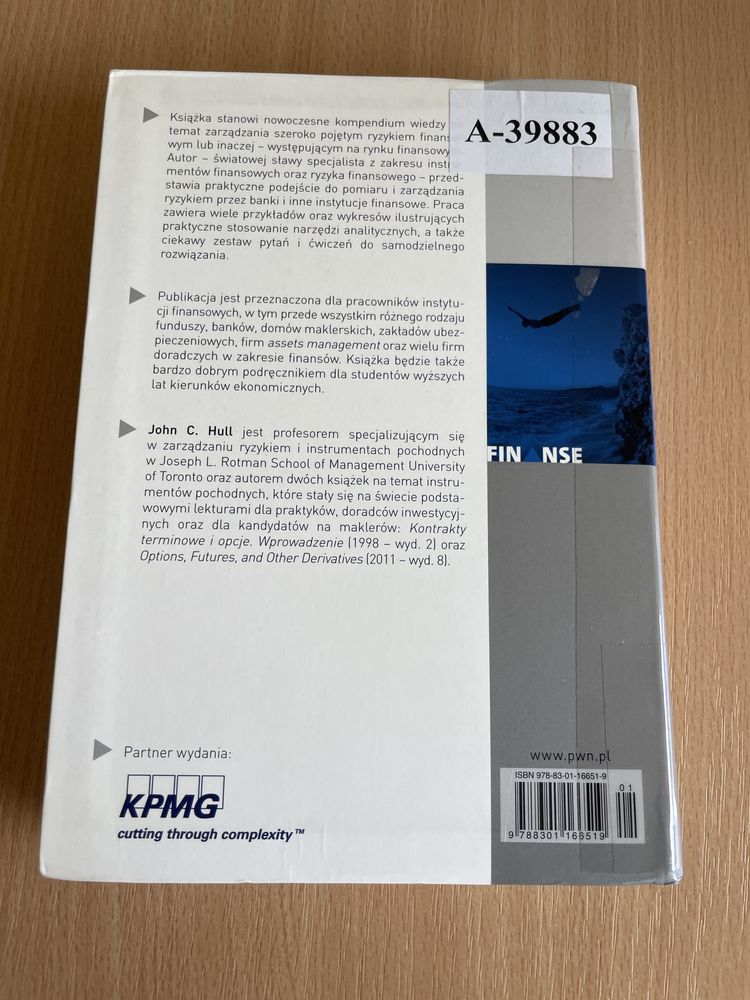 Książka stanowi nowoczesne kompendium wiedzy
temat zarządzania szeroko pojętym ryzykiem finanso
wym lub inaczej – występującym na rynku finansowy
Autor – światowej sławy specjalista z zakresu instru
mentów finansowych oraz ryzyka finansowego – przed-
stawia praktyczne podejście do pomiaru i zarządzania
ryzykiem przez banki i inne instytucje finansowe. Praca
zawiera wiele przykładów oraz wykresów ilustrujących
praktyczne stosowanie narzędzi analitycznych, a także
ciekawy zestaw pytań i ćwiczeń do samodzielnego
rozwiązania.
A-39883
Publikacja jest przeznaczona dla pracowników instytu-
cji finansowych, w tym przede wszystkim różnego rodzaju
funduszy, banków, domów maklerskich, zakładów ubez-
pieczeniowych, firm assets management oraz wielu firm
doradczych w zakresie finansów. Książka będzie także
bardzo dobrym podręcznikiem dla studentów wyższych
lat kierunków ekonomicznych.
John C. Hull jest profesorem specjalizującym się
w zarządzaniu ryzykiem i instrumentach pochodnych
w Joseph L. Rotman School of Management University
of Toronto oraz autorem dwóch książek na temat instru-
mentów pochodnych, które stały się na świecie podsta-
wowymi lekturami dla praktyków, doradców inwestycyj-
nych oraz dla kandydatów na maklerów: Kontrakty
terminowe i opcje. Wprowadzenie (1998 – wyd. 2) oraz
Options, Futures, and Other Derivatives (2011 – wyd. 8).
FIN NSE
Partner wydania:
KPMG
cutting through complexity™
www.pwn.pl
ISBN 978-83-01-16651-9
01
9 788301 166519